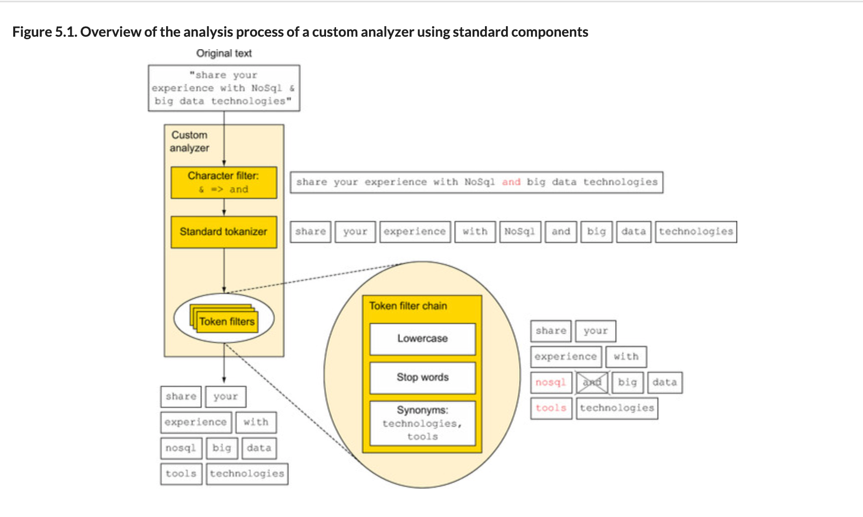 Figure 5.1. Overview of the analysis process of a custom analyzer using standard components
Original text
"share your
experience with NoSql &
big data technologies"
Custom
analyzer
Character filter:
& => and
share your experience with NoSql and big data technologies
Standard tokanizer
share your experience with NoSql and big data technologies
Token filters
Token filter chain
Lowercase
Stop words
Synonyms:
technologies,
tools
share your
experience with
nosql and big data
tools technologies
share your
experience with
nosql big data
tools technologies